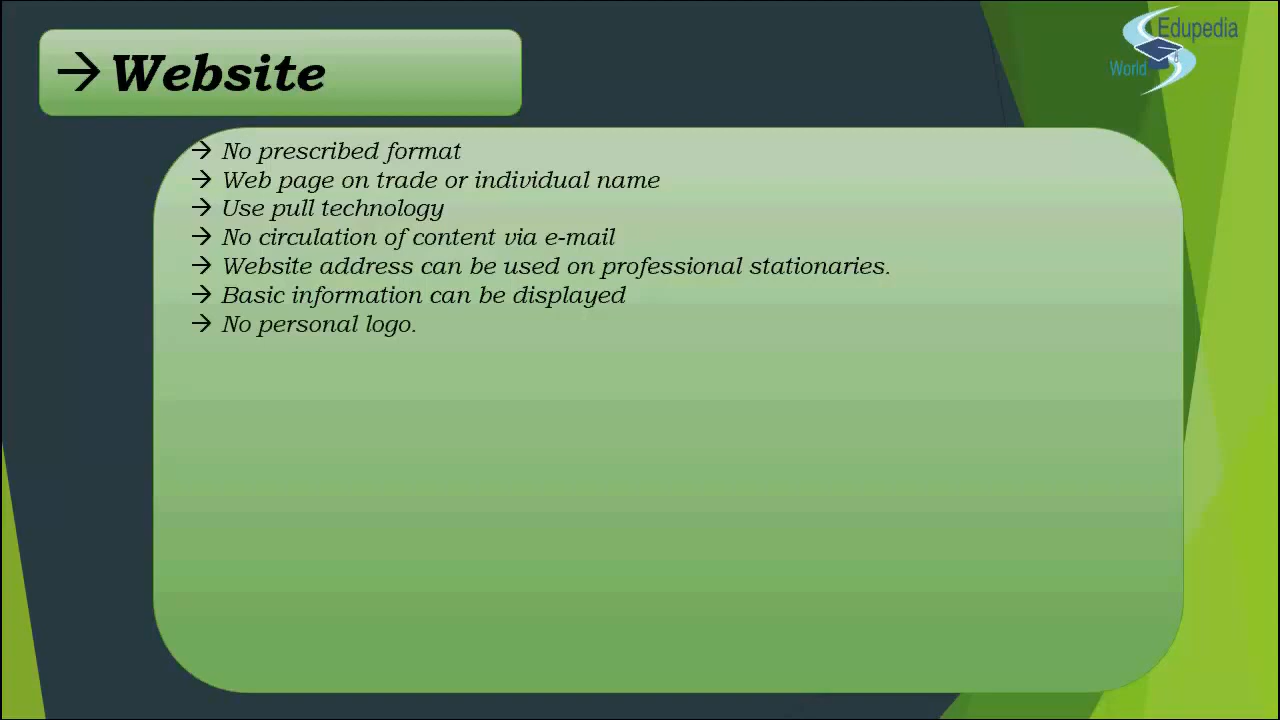 → Website
Edupedia
World
→ No prescribed format
→ Web page on trade or individual name
→ Use pull technology
→ No circulation of content via e-mail
→ Website address can be used on professional stationaries.
→ Basic information can be displayed
→ No personal logo.